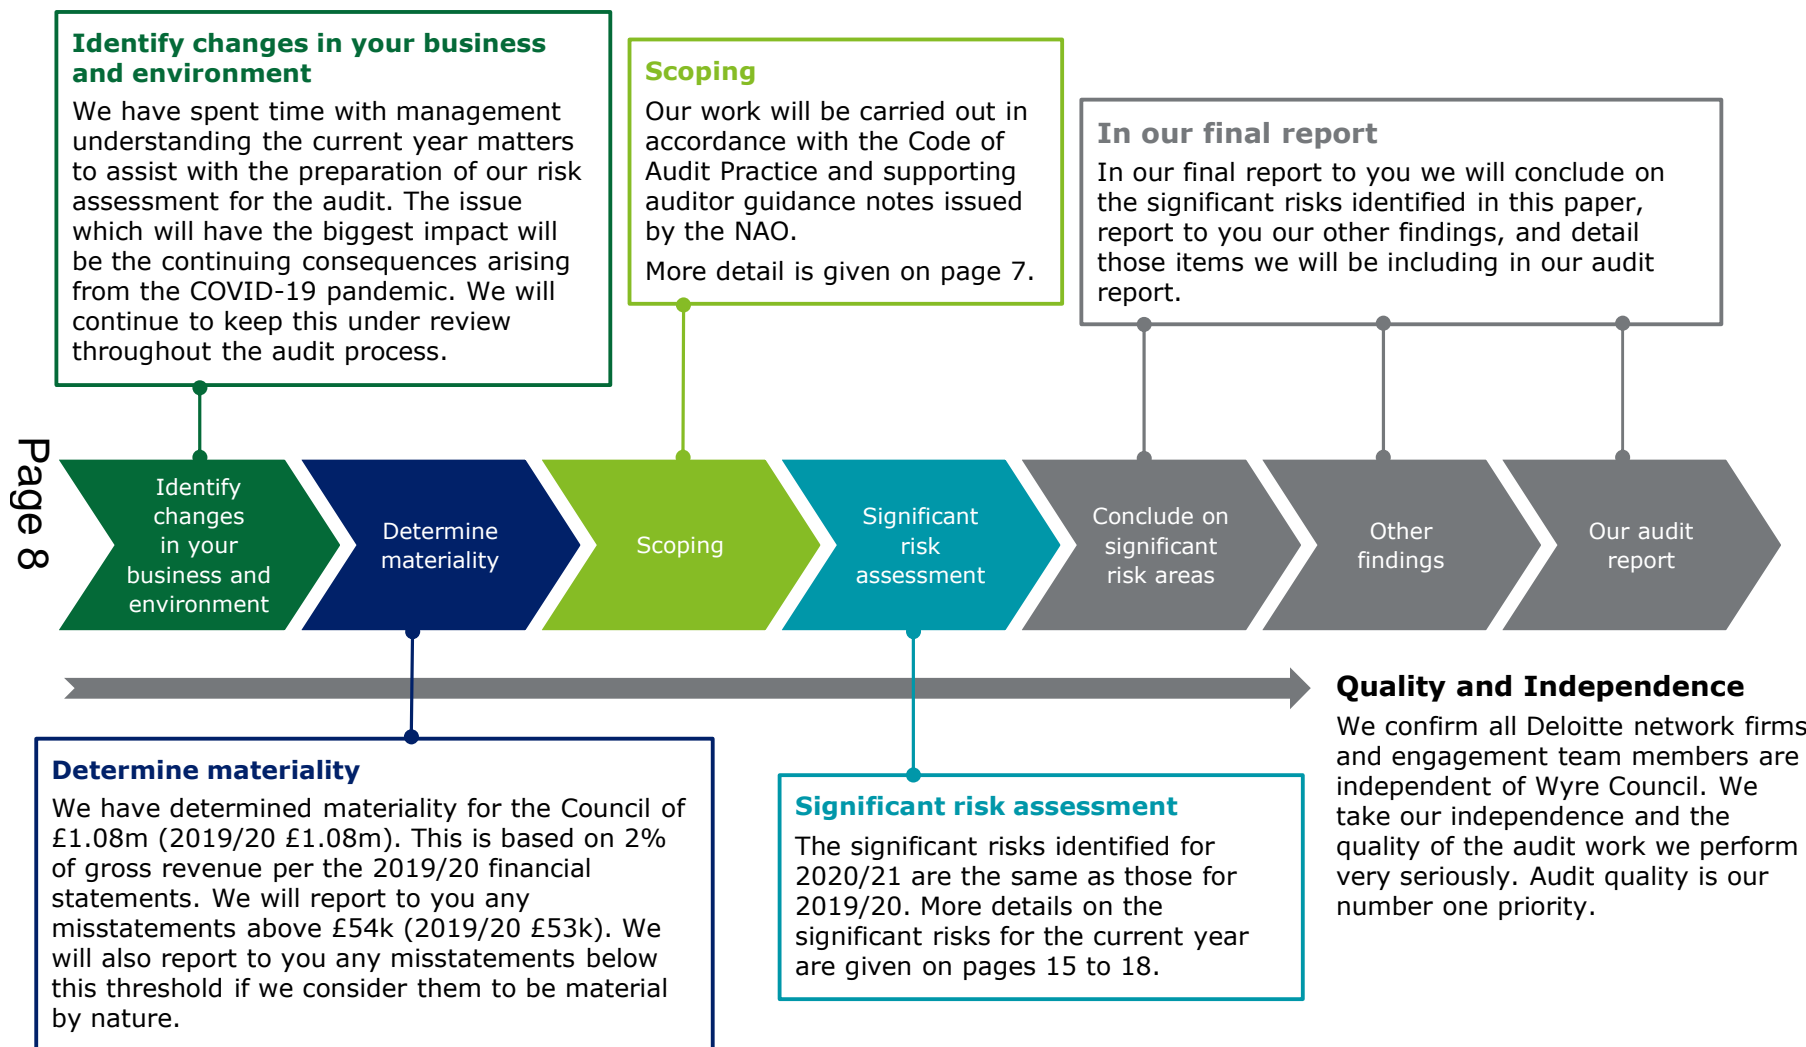 Identify changes in your business
and environment
We have spent time with management
understanding the current year matters
to assist with the preparation of our risk
assessment for the audit. The issue
which will have the biggest impact will
be the continuing consequences arising
from the COVID-19 pandemic. We will
continue to keep this under review
throughout the audit process.
Scoping
Our work will be carried out in
accordance with the Code of
Audit Practice and supporting
auditor guidance notes issued
by the NAO.
More detail is given on page 7.
In our final report
In our final report to you we will conclude on
the significant risks identified in this paper,
report to you our other findings, and detail
those items we will be including in our audit
report.
Page 8
Identify
changes
in your
business and
environment
Determine
materiality
Scoping
Significant
risk
assessment
Conclude on
significant
risk areas
Other
findings
Our audit
report
Determine materiality
We have determined materiality for the Council of
£1.08m (2019/20 £1.08m). This is based on 2%
of gross revenue per the 2019/20 financial
statements. We will report to you any
misstatements above £54k (2019/20 £53k). We
will also report to you any misstatements below
this threshold if we consider them to be material
by nature.
Significant risk assessment
The significant risks identified for
2020/21 are the same as those for
2019/20. More details on the
significant risks for the current year
are given on pages 15 to 18.
Quality and Independence
We confirm all Deloitte network firms
and engagement team members are
independent of Wyre Council. We
take our independence and the
quality of the audit work we perform
very seriously. Audit quality is our
number one priority.